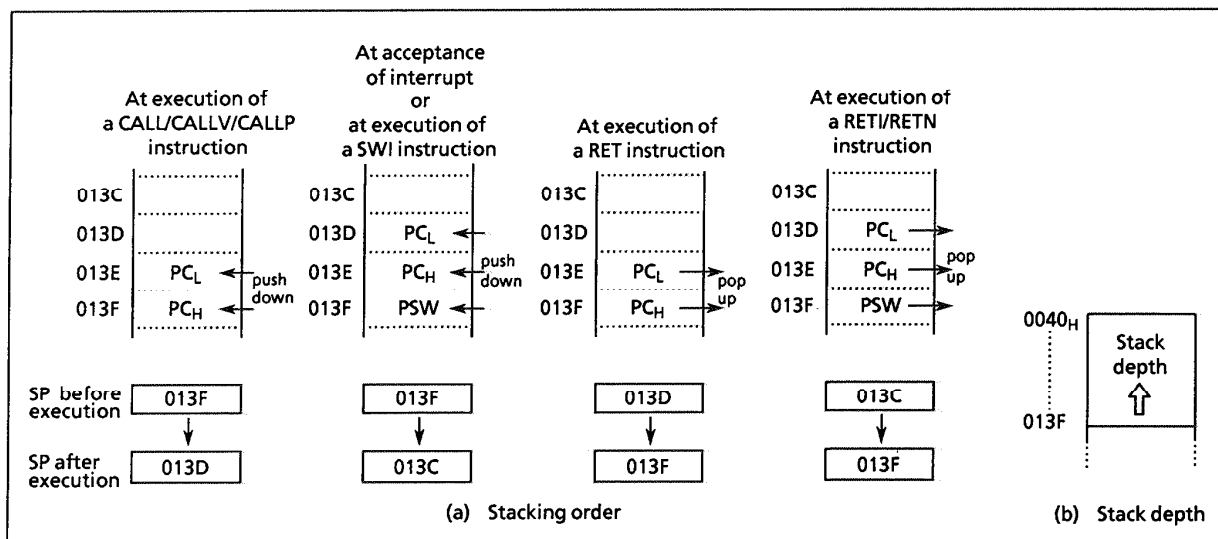 At execution of
a CALL/CALLV/CALLP
instruction
013C
013D
013E PCL
013F PCH
push
down
At acceptance
of interrupt
or
at execution of
a SWI instruction
013C
013D PCL
013E PCH
013F PSW
push
down
At execution of
a RET instruction
013C
013D
013E PCL
013F PCH
pop
up
At execution of
a RETI/RETN
instruction
013C
013D PCL
013E PCH
013F PSW
pop
up
SP before
execution
013F
013F
013D
013C
SP after
execution
013D
013C
013F
013F
(a) Stacking order
0040H
Stack
depth
013F
(b) Stack depth